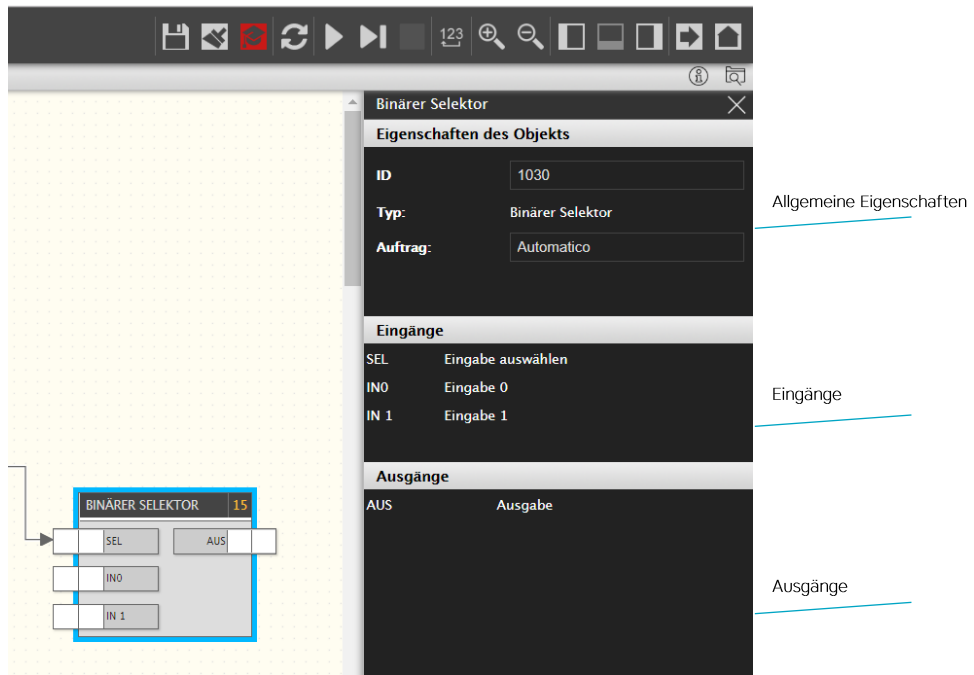 123
Binärer Selektor
Eigenschaften des Objekts
ID 1030
Typ: Binärer Selektor
Auftrag: Automatico
Allgemeine Eigenschaften
Eingänge
SEL Eingabe auswählen
IN0 Eingabe 0
IN 1 Eingabe 1
Eingänge
Ausgänge
AUS Ausgabe
Ausgänge
BINÄRER SELEKTOR 15
SEL AUS
IN0
IN 1